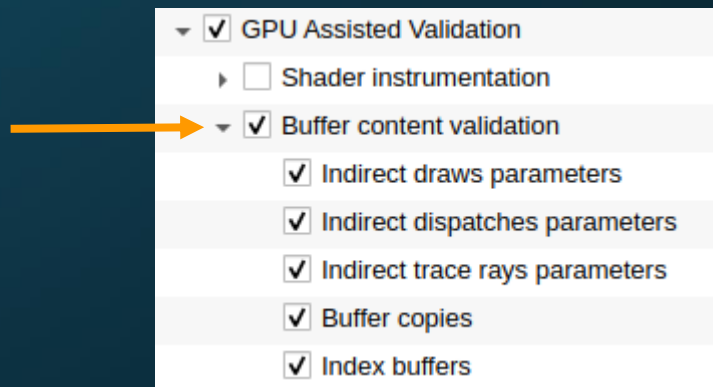 GPU Assisted Validation
Shader instrumentation
Buffer content validation
Indirect draws parameters
Indirect dispatches parameters
Indirect trace rays parameters
Buffer copies
Index buffers